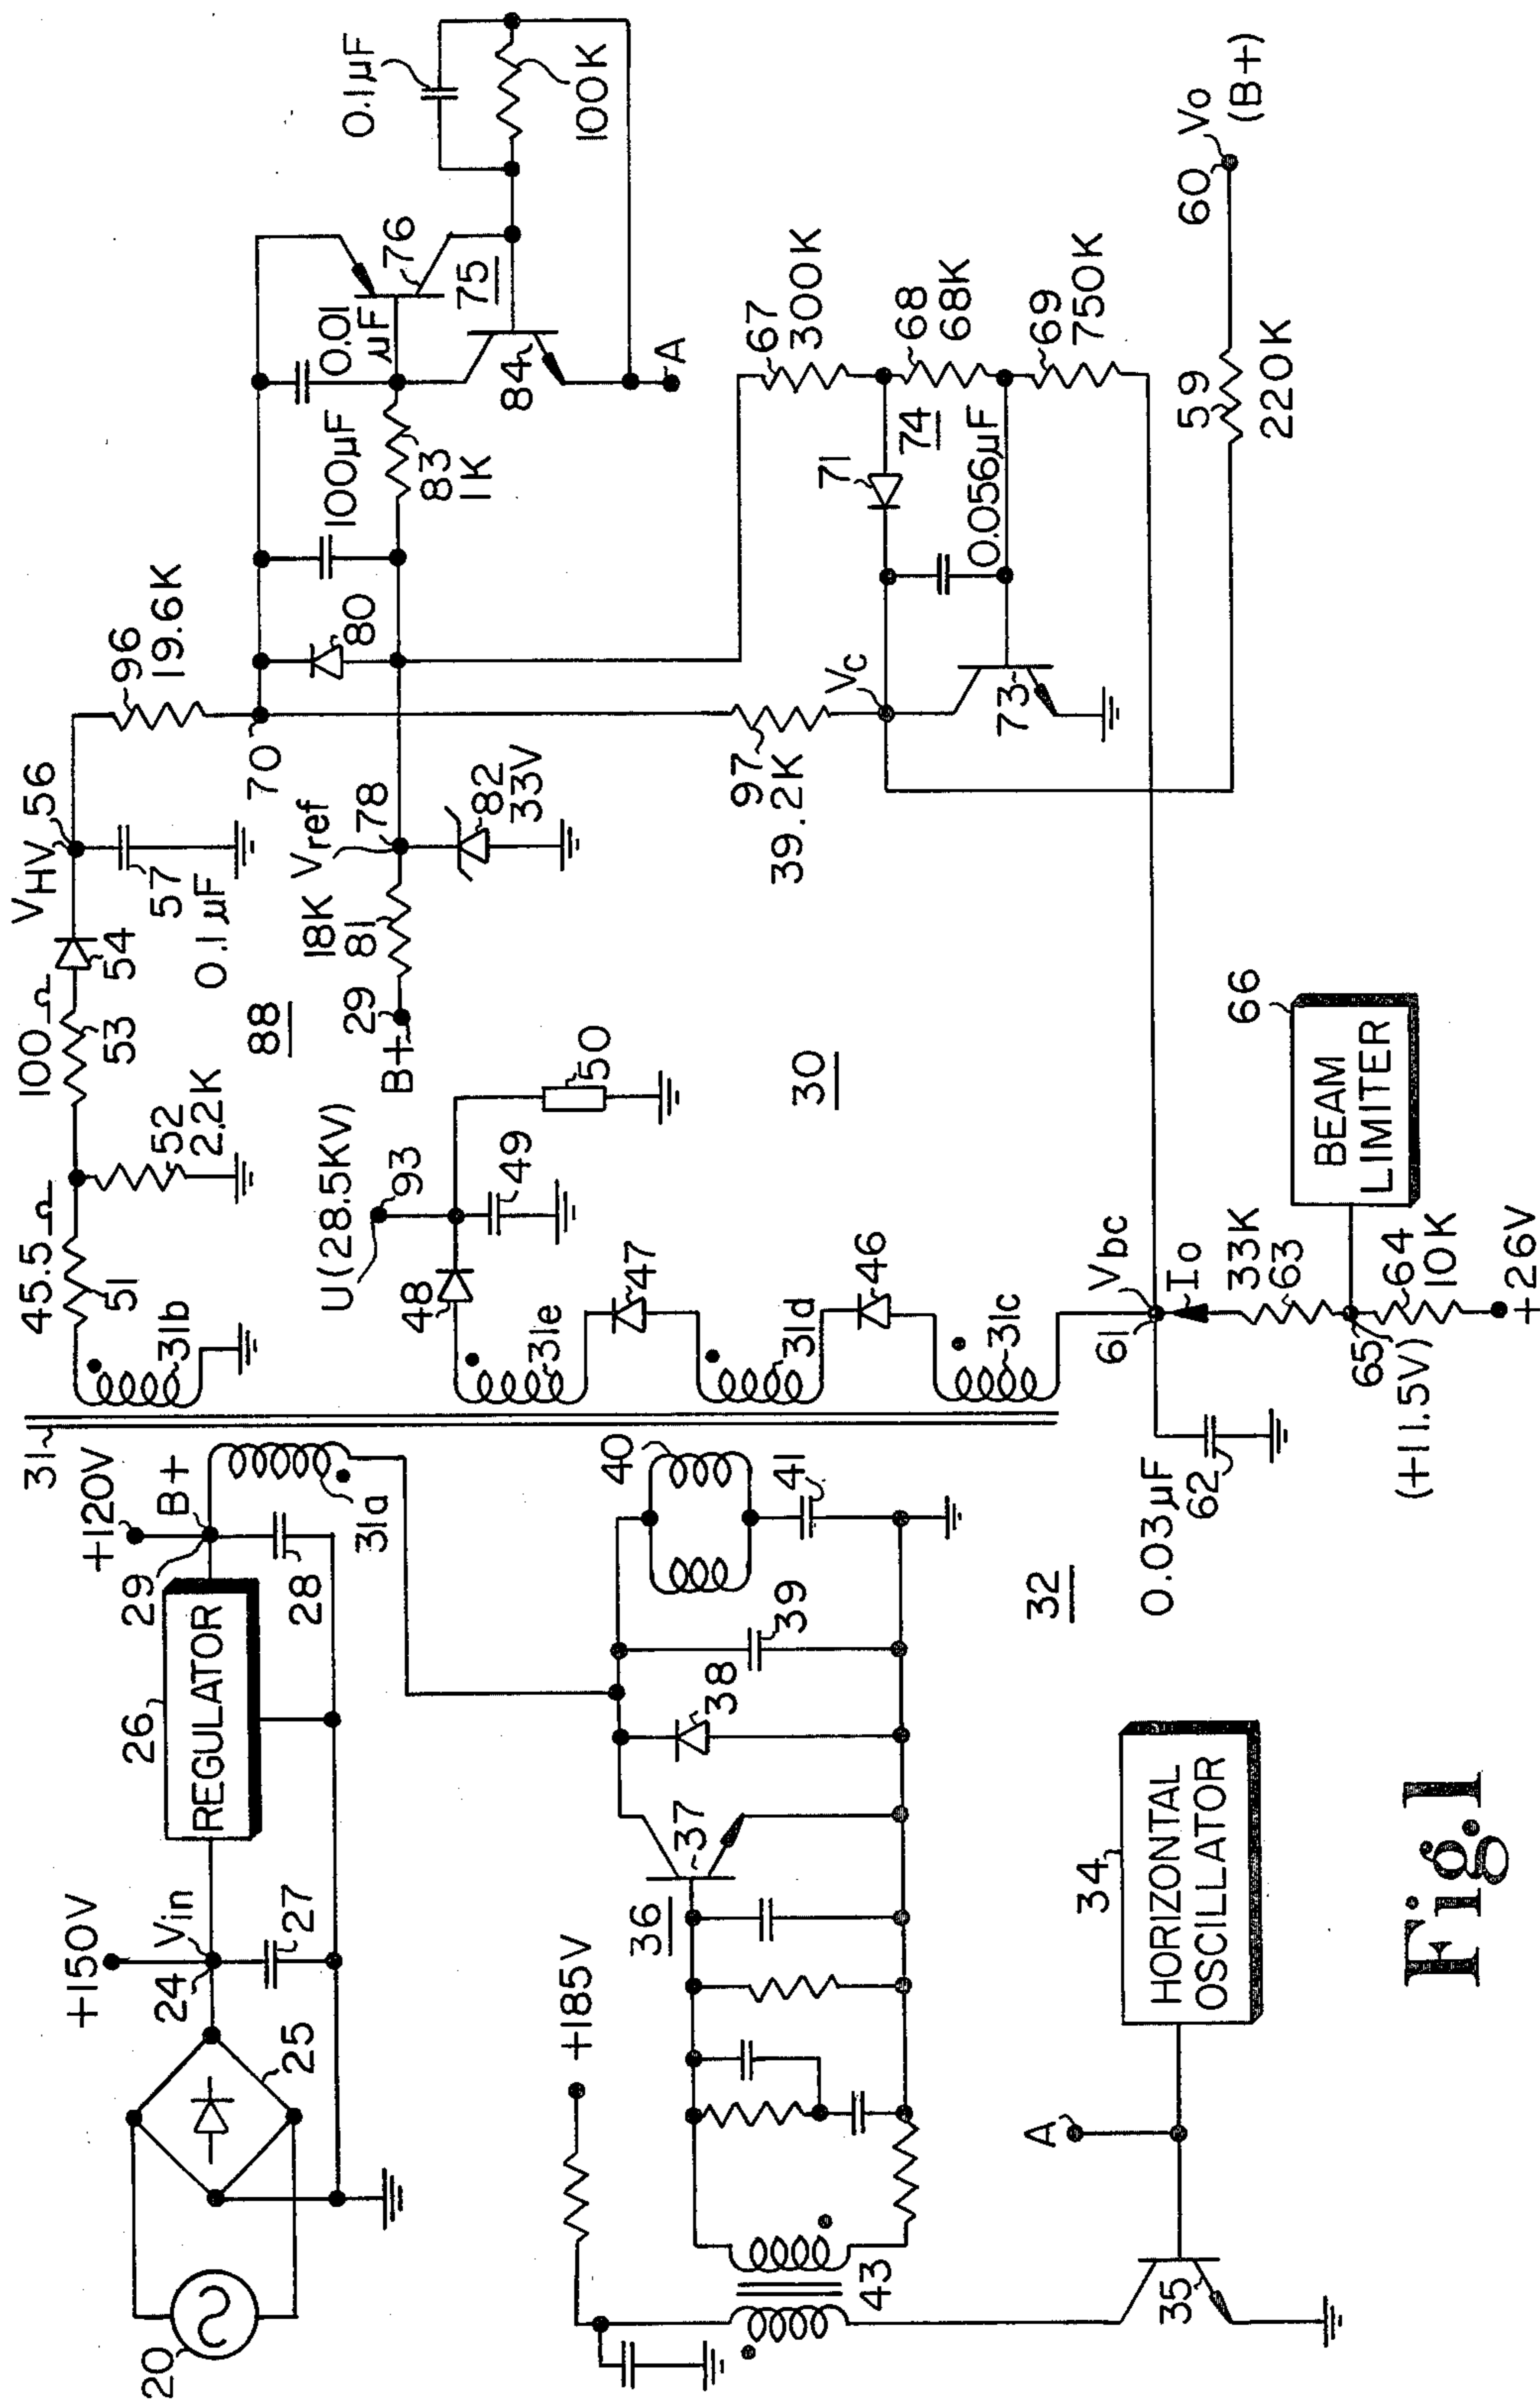 20
25
+150V
24
Vin
27
26
REGULATOR
+120V
29
B+
28
31
31a
+185V
36
37
38
39
40
41
32
43
35
A
34
HORIZONTAL
OSCILLATOR
45.5Ω
51
31b
52
2.2K
100Ω
53
54
VHV
56
57
0.1µF
88
96
19.6K
70
0.01
µF
76
75
84
A
0.1µF
100K
100µF
83
1K
80
B+
29
18K
81
Vref
78
82
33V
U(28.5KV)
93
48
49
50
31e
47
31d
46
31c
30
97
39.2K
Vc
71
74
0.056µF
73
67
300K
68
68K
69
750K
59
220K
60
Vo
(B+)
61
Vbc
Io
0.03µF
62
33K
63
65
(+11.5V)
64
10K
+26V
66
BEAM
LIMITER
Fig.1